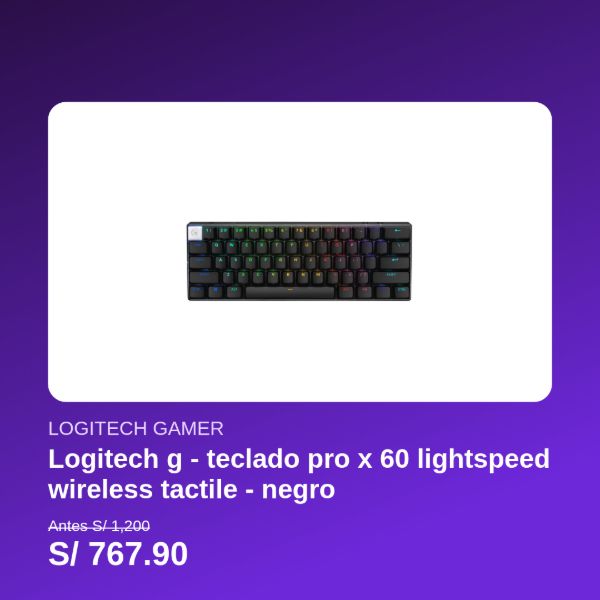 LOGITECH GAMER
Logitech g - teclado pro x 60 lightspeed
wireless tactile - negro
Antes S/ 1,200
S/ 767.90